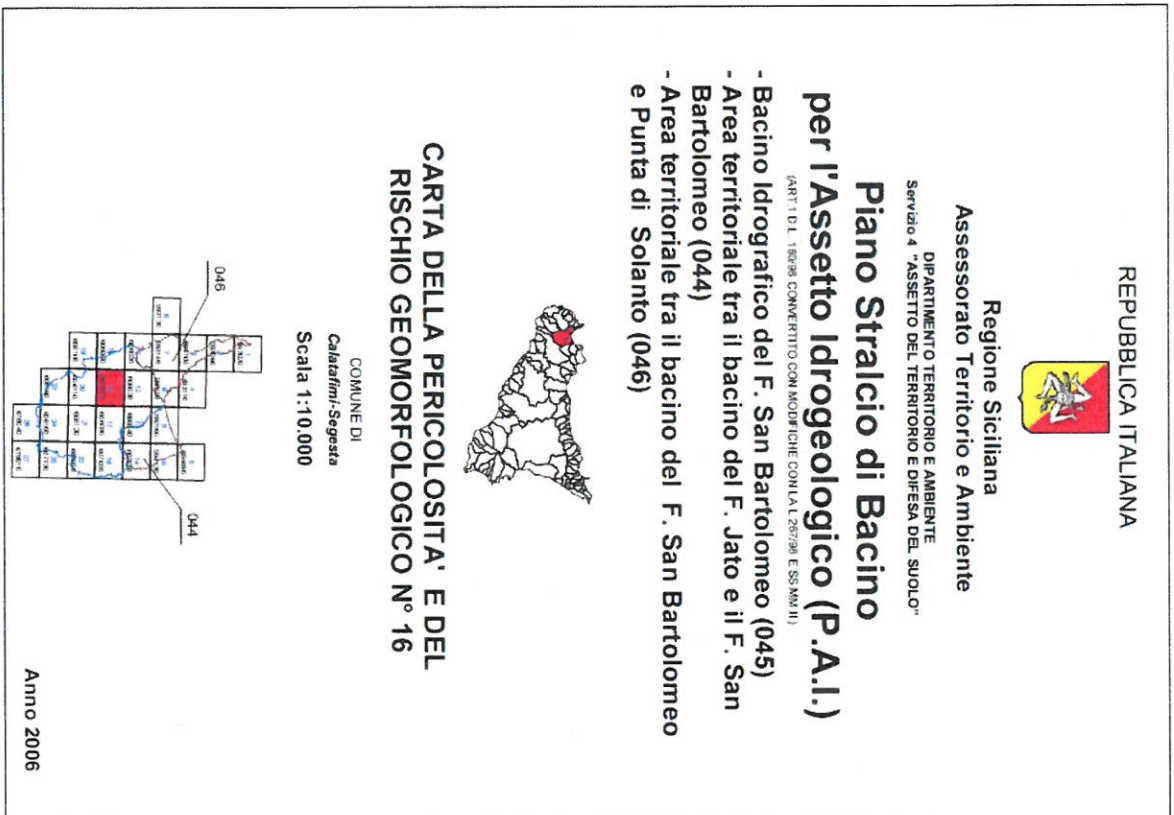 REPUBBLICA ITALIANA
Regione Siciliana
Assessorato Territorio e Ambiente
DIPARTIMENTO TERRITORIO E AMBIENTE
Servizio 4 "ASSETTO DEL TERRITORIO E DIFESA DEL SUOLO"
Piano Stralcio di Bacino
per l'Assetto Idrogeologico (P.A.I.)
(ART.1 D.L. 180/98 CONVERTITO CON MODIFICHE CON LA L.267/98 E SS.MM.II)
- Bacino Idrografico del F. San Bartolomeo (045)
- Area territoriale tra il bacino del F. Jato e il F. San
Bartolomeo (044)
- Area territoriale tra il bacino del F. San Bartolomeo
e Punta di Solanto (046)
CARTA DELLA PERICOLOSITA' E DEL
RISCHIO GEOMORFOLOGICO N° 16
COMUNE DI
Calatafimi-Segesta
Scala 1:10.000
046
044
Anno 2006